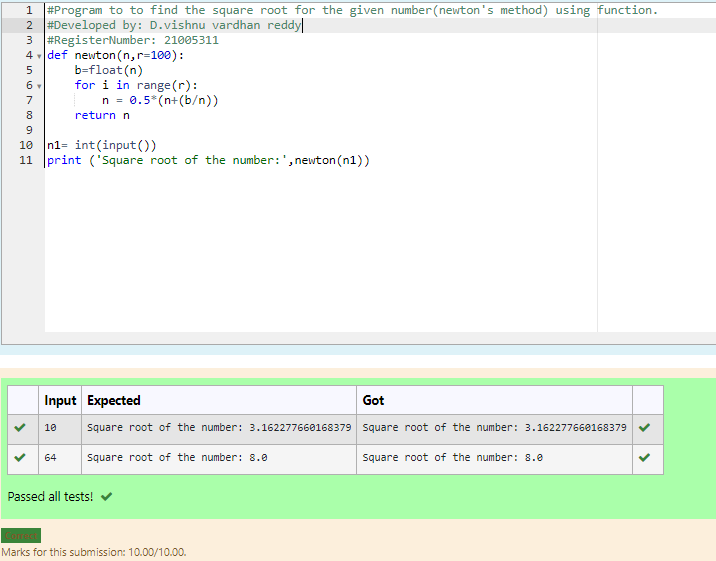 1 #Program to to find the square root for the given number(newton's method) using function.
2 #Developed by: D.vishnu vardhan reddy
3 #RegisterNumber: 21005311
4 def newton(n,r=100):
5 b=float(n)
6 for i in range(r):
7 n = 0.5*(n+(b/n))
8 return n
9
10 n1= int(input())
11 print ('Square root of the number:',newton(n1))
Input Expected Got
10 Square root of the number: 3.162277660168379 Square root of the number: 3.162277660168379
64 Square root of the number: 8.0 Square root of the number: 8.0
Passed all tests!
Correct
Marks for this submission: 10.00/10.00.